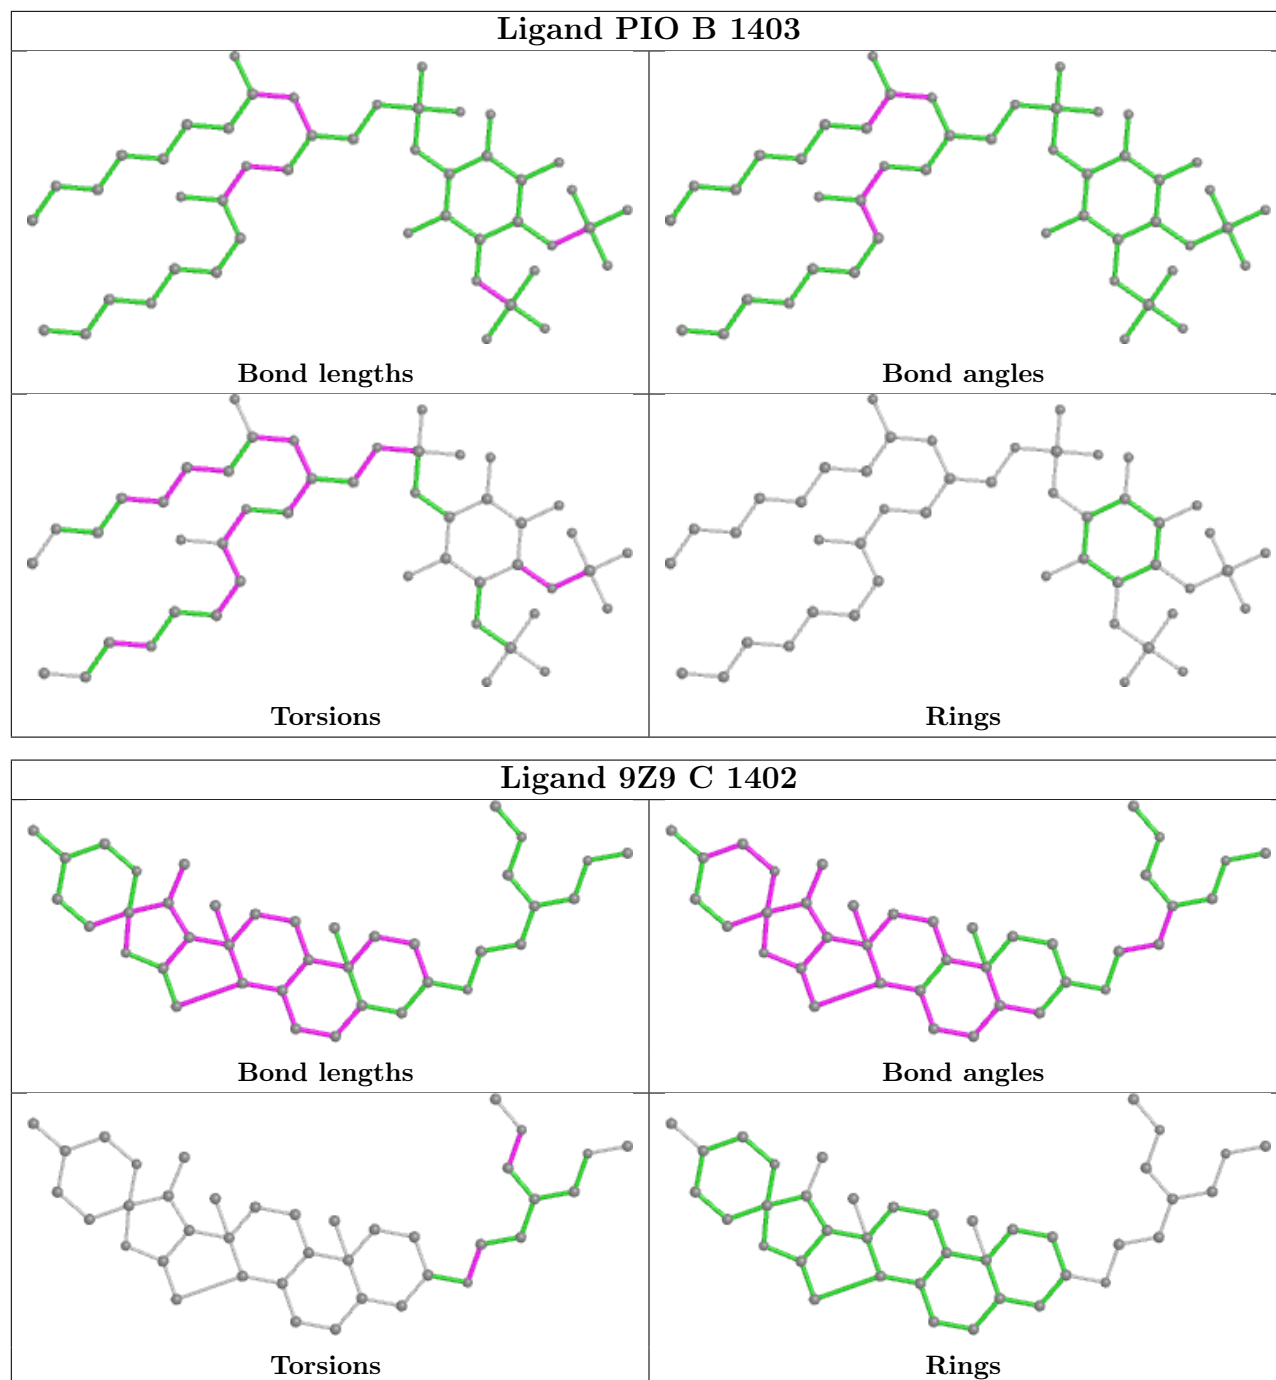 Ligand PIO B 1403
Bond lengths
Bond angles
Torsions
Rings
Ligand 9Z9 C 1402
Bond lengths
Bond angles
Torsions
Rings